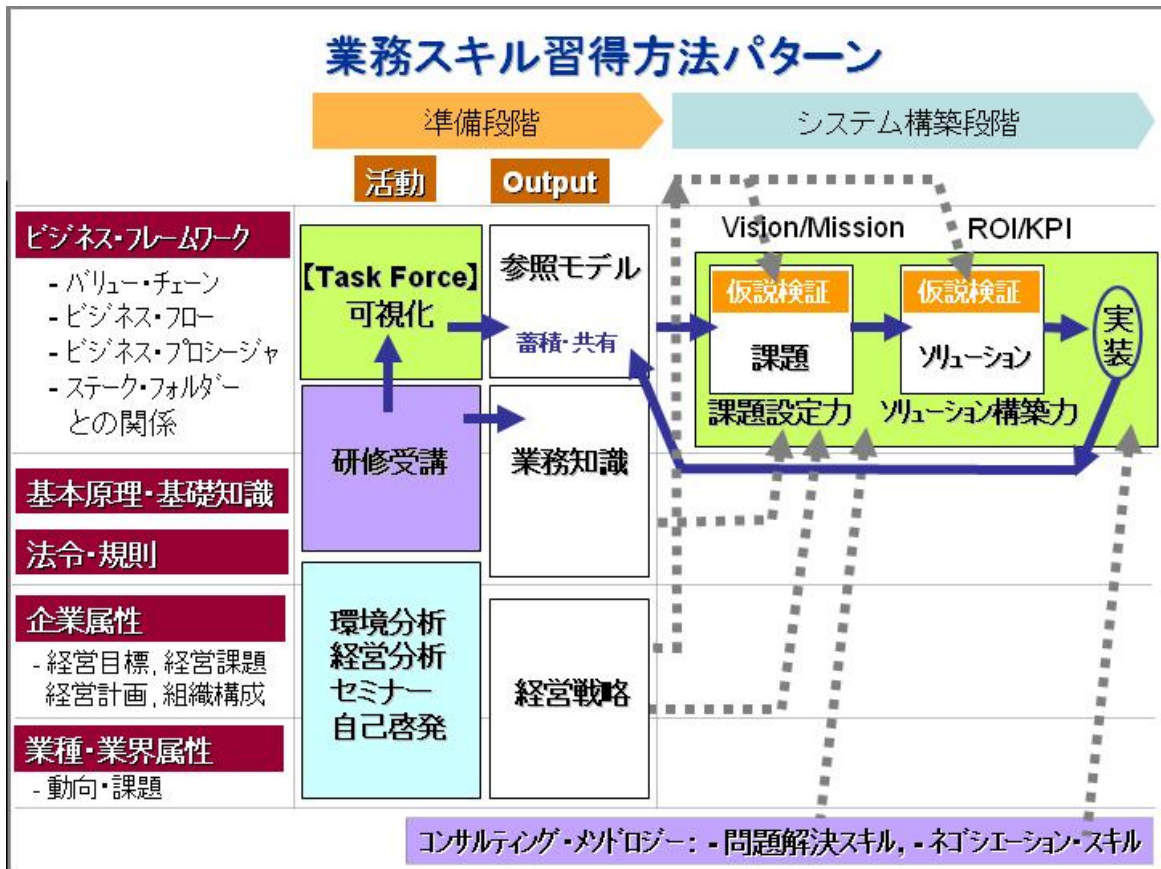 業務スキル習得方法パターン
準備段階
システム構築段階
活動
Output
ビジネス・フレームワーク
- バリュー・チェーン
- ビジネス・フロー
- ビジネス・プロシージャ
- ステーク・フォルダー
との関係
【Task Force】
可視化
参照モデル
蓄積・共有
Vision/Mission
ROI/KPI
仮説検証
課題
課題設定力
仮説検証
ソリューション
ソリューション構築力
実装
研修受講
業務知識
基本原理・基礎知識
法令・規則
企業属性
- 経営目標, 経営課題
経営計画, 組織構成
環境分析
経営分析
セミナー
自己啓発
経営戦略
業種・業界属性
- 動向・課題
コンサルティング・メソドロジー： - 問題解決スキル, - ネゴシエーション・スキル